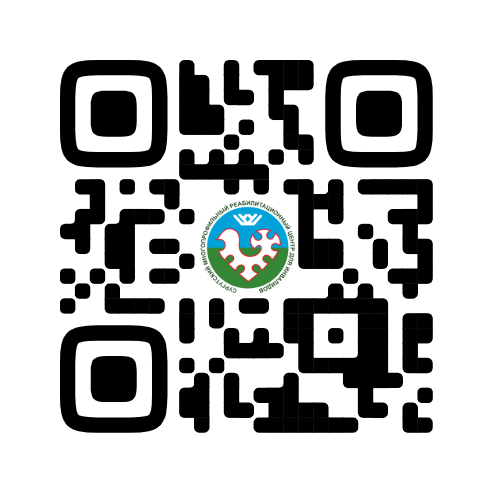 СУРГУТСКИЙ МНОГОПРОФИЛЬНЫЙ РЕАБИЛИТАЦИОННЫЙ ЦЕНТР ДЛЯ ИНВАЛИДОВ